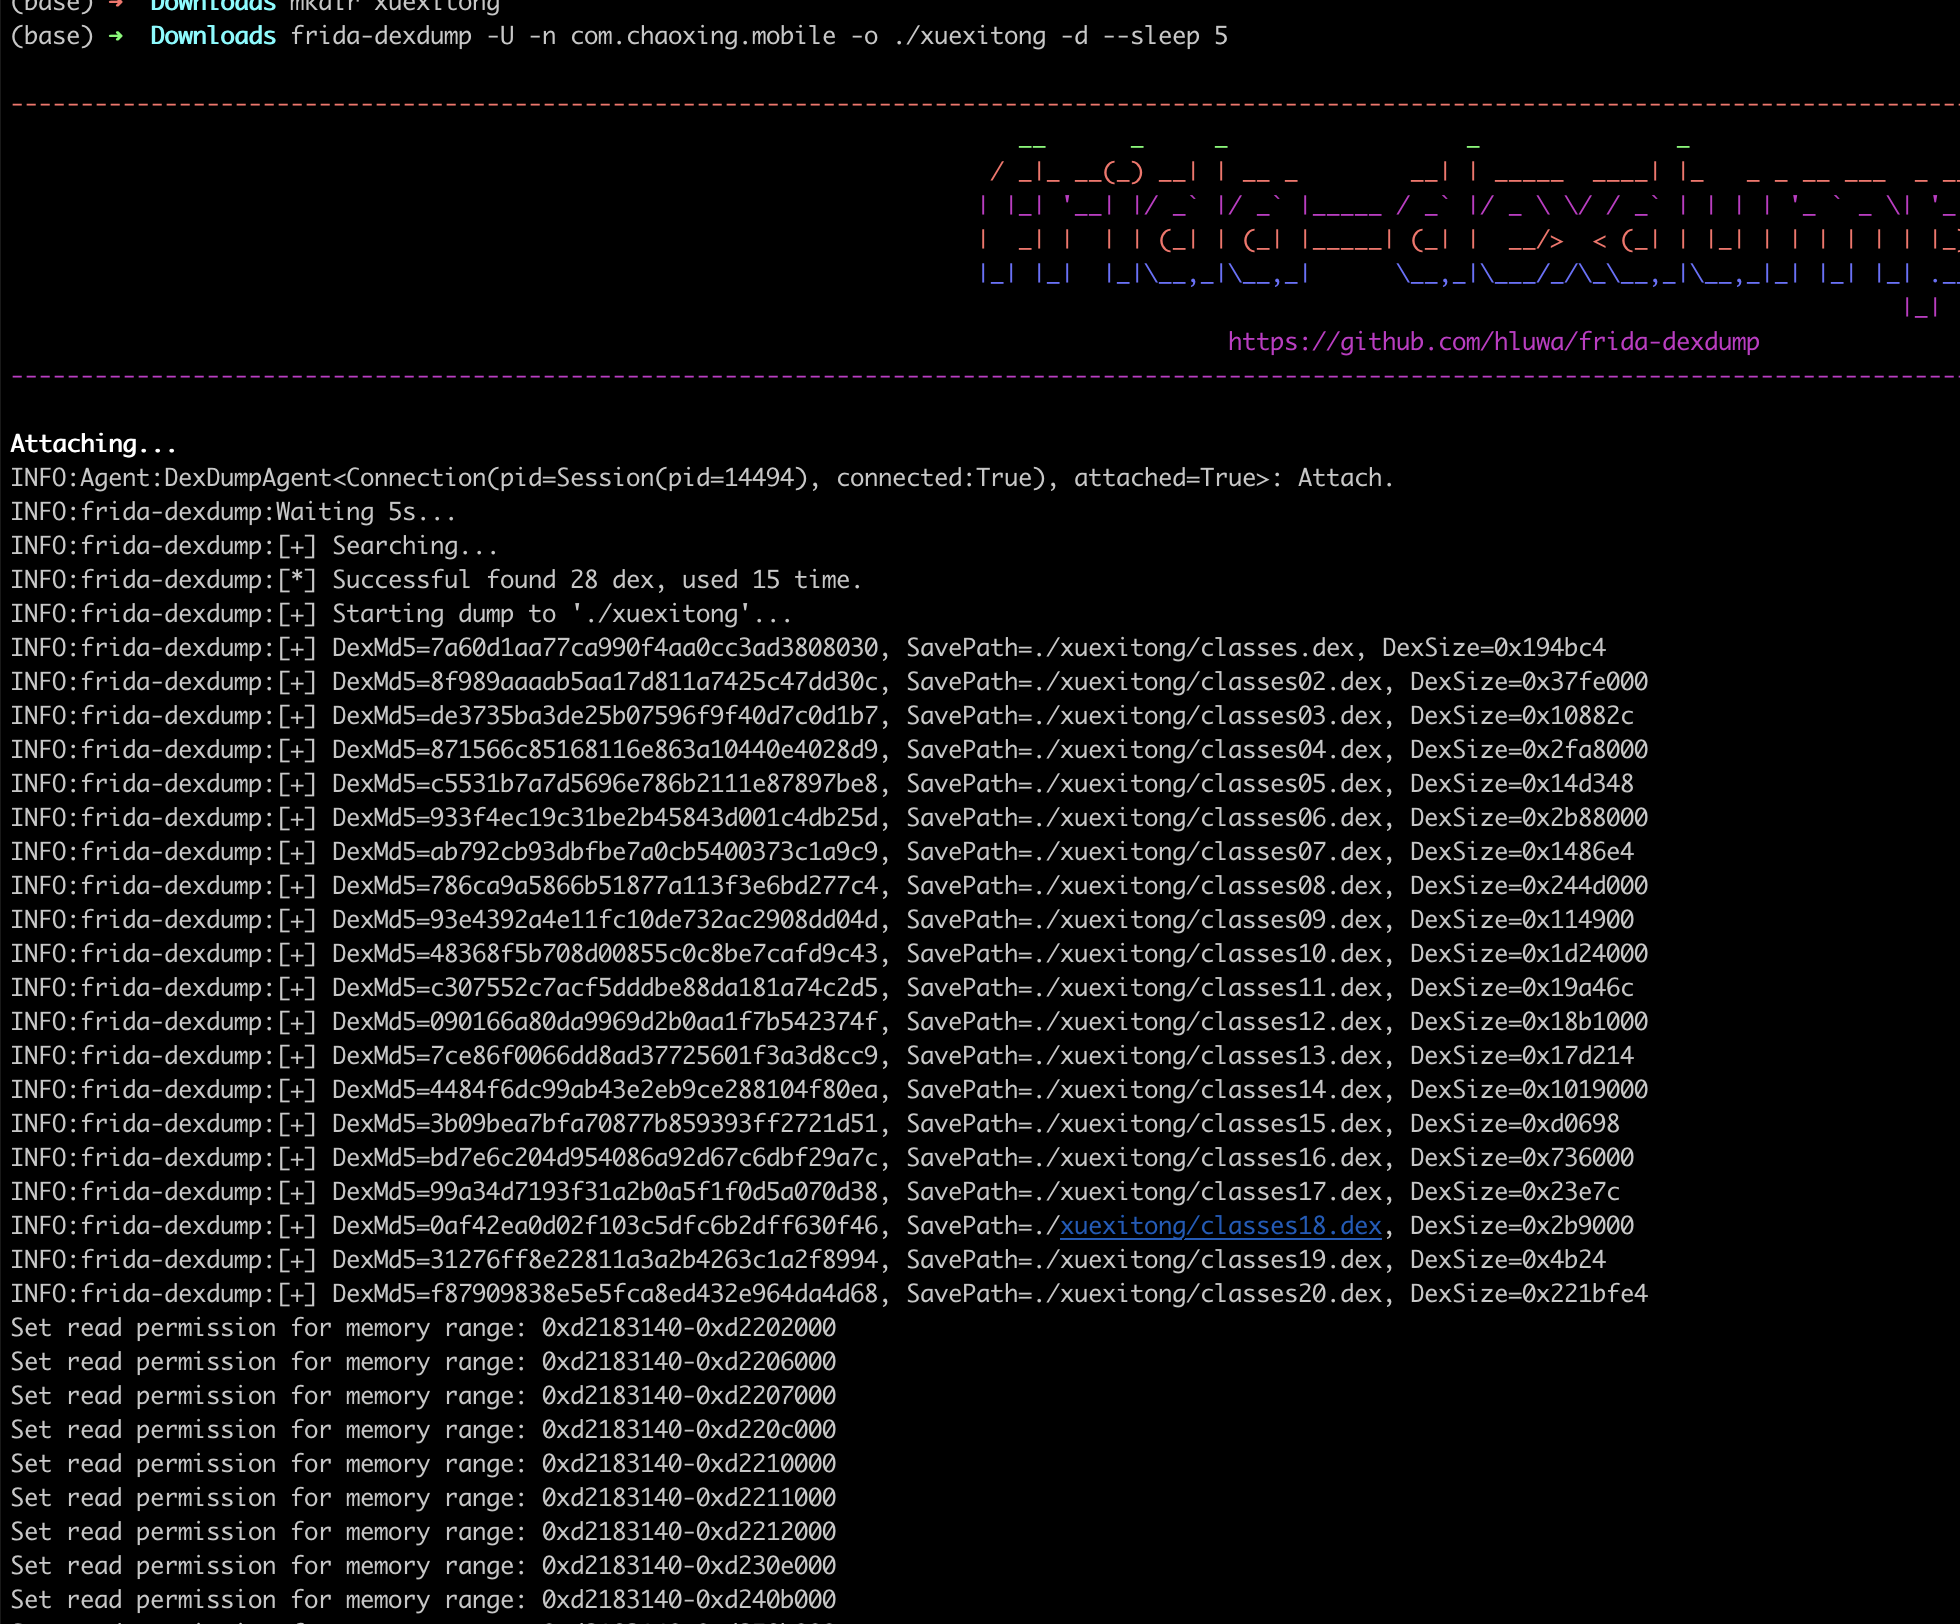 (base) ➜  Downloads mkdir xuexitong
(base) ➜  Downloads frida-dexdump -U -n com.chaoxing.mobile -o ./xuexitong -d --sleep 5
https://github.com/hluwa/frida-dexdump
Attaching...
INFO:Agent:DexDumpAgent<Connection(pid=Session(pid=14494), connected:True), attached=True>: Attach.
INFO:frida-dexdump:Waiting 5s...
INFO:frida-dexdump:[+] Searching...
INFO:frida-dexdump:[*] Successful found 28 dex, used 15 time.
INFO:frida-dexdump:[+] Starting dump to './xuexitong'...
INFO:frida-dexdump:[+] DexMd5=7a60d1aa77ca990f4aa0cc3ad3808030, SavePath=./xuexitong/classes.dex, DexSize=0x194bc4
INFO:frida-dexdump:[+] DexMd5=8f989aaaab5aa17d811a7425c47dd30c, SavePath=./xuexitong/classes02.dex, DexSize=0x37fe000
INFO:frida-dexdump:[+] DexMd5=de3735ba3de25b07596f9f40d7c0d1b7, SavePath=./xuexitong/classes03.dex, DexSize=0x10882c
INFO:frida-dexdump:[+] DexMd5=871566c85168116e863a10440e4028d9, SavePath=./xuexitong/classes04.dex, DexSize=0x2fa8000
INFO:frida-dexdump:[+] DexMd5=c5531b7a7d5696e786b2111e87897be8, SavePath=./xuexitong/classes05.dex, DexSize=0x14d348
INFO:frida-dexdump:[+] DexMd5=933f4ec19c31be2b45843d001c4db25d, SavePath=./xuexitong/classes06.dex, DexSize=0x2b88000
INFO:frida-dexdump:[+] DexMd5=ab792cb93dbfbe7a0cb5400373c1a9c9, SavePath=./xuexitong/classes07.dex, DexSize=0x1486e4
INFO:frida-dexdump:[+] DexMd5=786ca9a5866b51877a113f3e6bd277c4, SavePath=./xuexitong/classes08.dex, DexSize=0x244d000
INFO:frida-dexdump:[+] DexMd5=93e4392a4e11fc10de732ac2908dd04d, SavePath=./xuexitong/classes09.dex, DexSize=0x114900
INFO:frida-dexdump:[+] DexMd5=48368f5b708d00855c0c8be7cafd9c43, SavePath=./xuexitong/classes10.dex, DexSize=0x1d24000
INFO:frida-dexdump:[+] DexMd5=c307552c7acf5dddbe88da181a74c2d5, SavePath=./xuexitong/classes11.dex, DexSize=0x19a46c
INFO:frida-dexdump:[+] DexMd5=090166a80da9969d2b0aa1f7b542374f, SavePath=./xuexitong/classes12.dex, DexSize=0x18b1000
INFO:frida-dexdump:[+] DexMd5=7ce86f0066dd8ad37725601f3a3d8cc9, SavePath=./xuexitong/classes13.dex, DexSize=0x17d214
INFO:frida-dexdump:[+] DexMd5=4484f6dc99ab43e2eb9ce288104f80ea, SavePath=./xuexitong/classes14.dex, DexSize=0x1019000
INFO:frida-dexdump:[+] DexMd5=3b09bea7bfa70877b859393ff2721d51, SavePath=./xuexitong/classes15.dex, DexSize=0xd0698
INFO:frida-dexdump:[+] DexMd5=bd7e6c204d954086a92d67c6dbf29a7c, SavePath=./xuexitong/classes16.dex, DexSize=0x736000
INFO:frida-dexdump:[+] DexMd5=99a34d7193f31a2b0a5f1f0d5a070d38, SavePath=./xuexitong/classes17.dex, DexSize=0x23e7c
INFO:frida-dexdump:[+] DexMd5=0af42ea0d02f103c5dfc6b2dff630f46, SavePath=./xuexitong/classes18.dex, DexSize=0x2b9000
INFO:frida-dexdump:[+] DexMd5=31276ff8e22811a3a2b4263c1a2f8994, SavePath=./xuexitong/classes19.dex, DexSize=0x4b24
INFO:frida-dexdump:[+] DexMd5=f87909838e5e5fca8ed432e964da4d68, SavePath=./xuexitong/classes20.dex, DexSize=0x221bfe4
Set read permission for memory range: 0xd2183140-0xd2202000
Set read permission for memory range: 0xd2183140-0xd2206000
Set read permission for memory range: 0xd2183140-0xd2207000
Set read permission for memory range: 0xd2183140-0xd220c000
Set read permission for memory range: 0xd2183140-0xd2210000
Set read permission for memory range: 0xd2183140-0xd2211000
Set read permission for memory range: 0xd2183140-0xd2212000
Set read permission for memory range: 0xd2183140-0xd230e000
Set read permission for memory range: 0xd2183140-0xd240b000